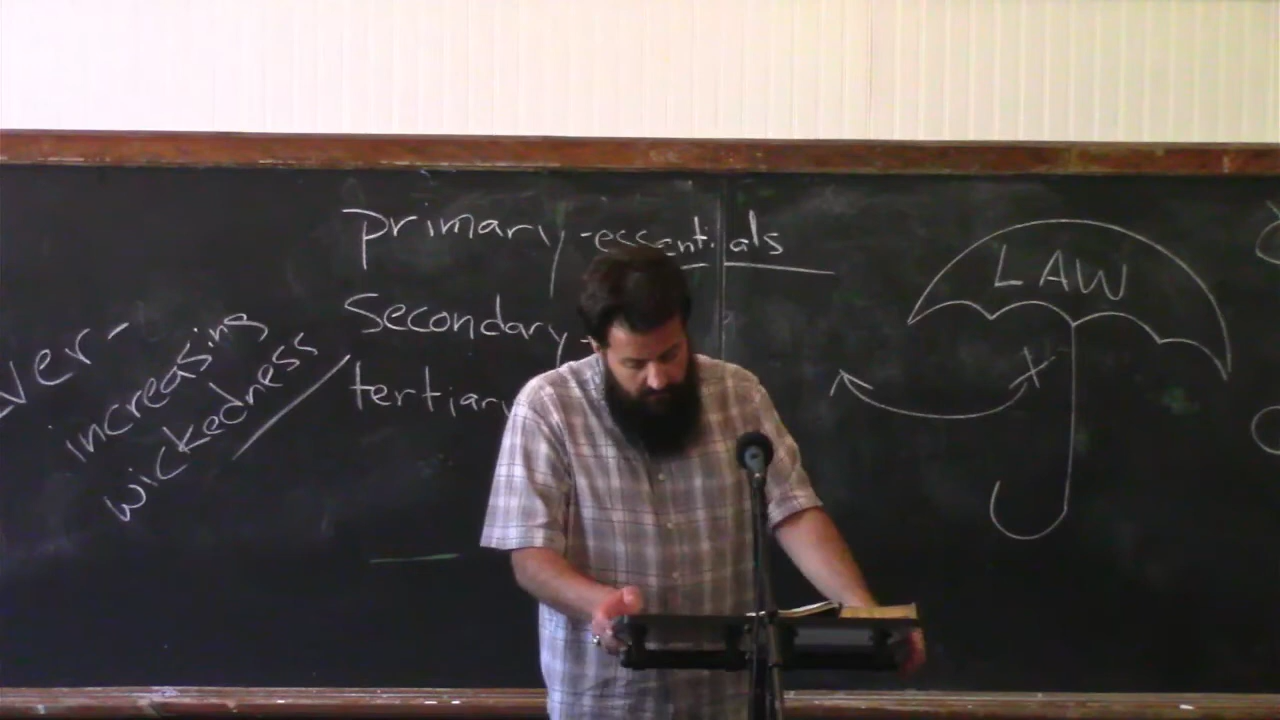 ver-
increasing
wickedness
primary - essentials
Secondary -
tertiary
LAW